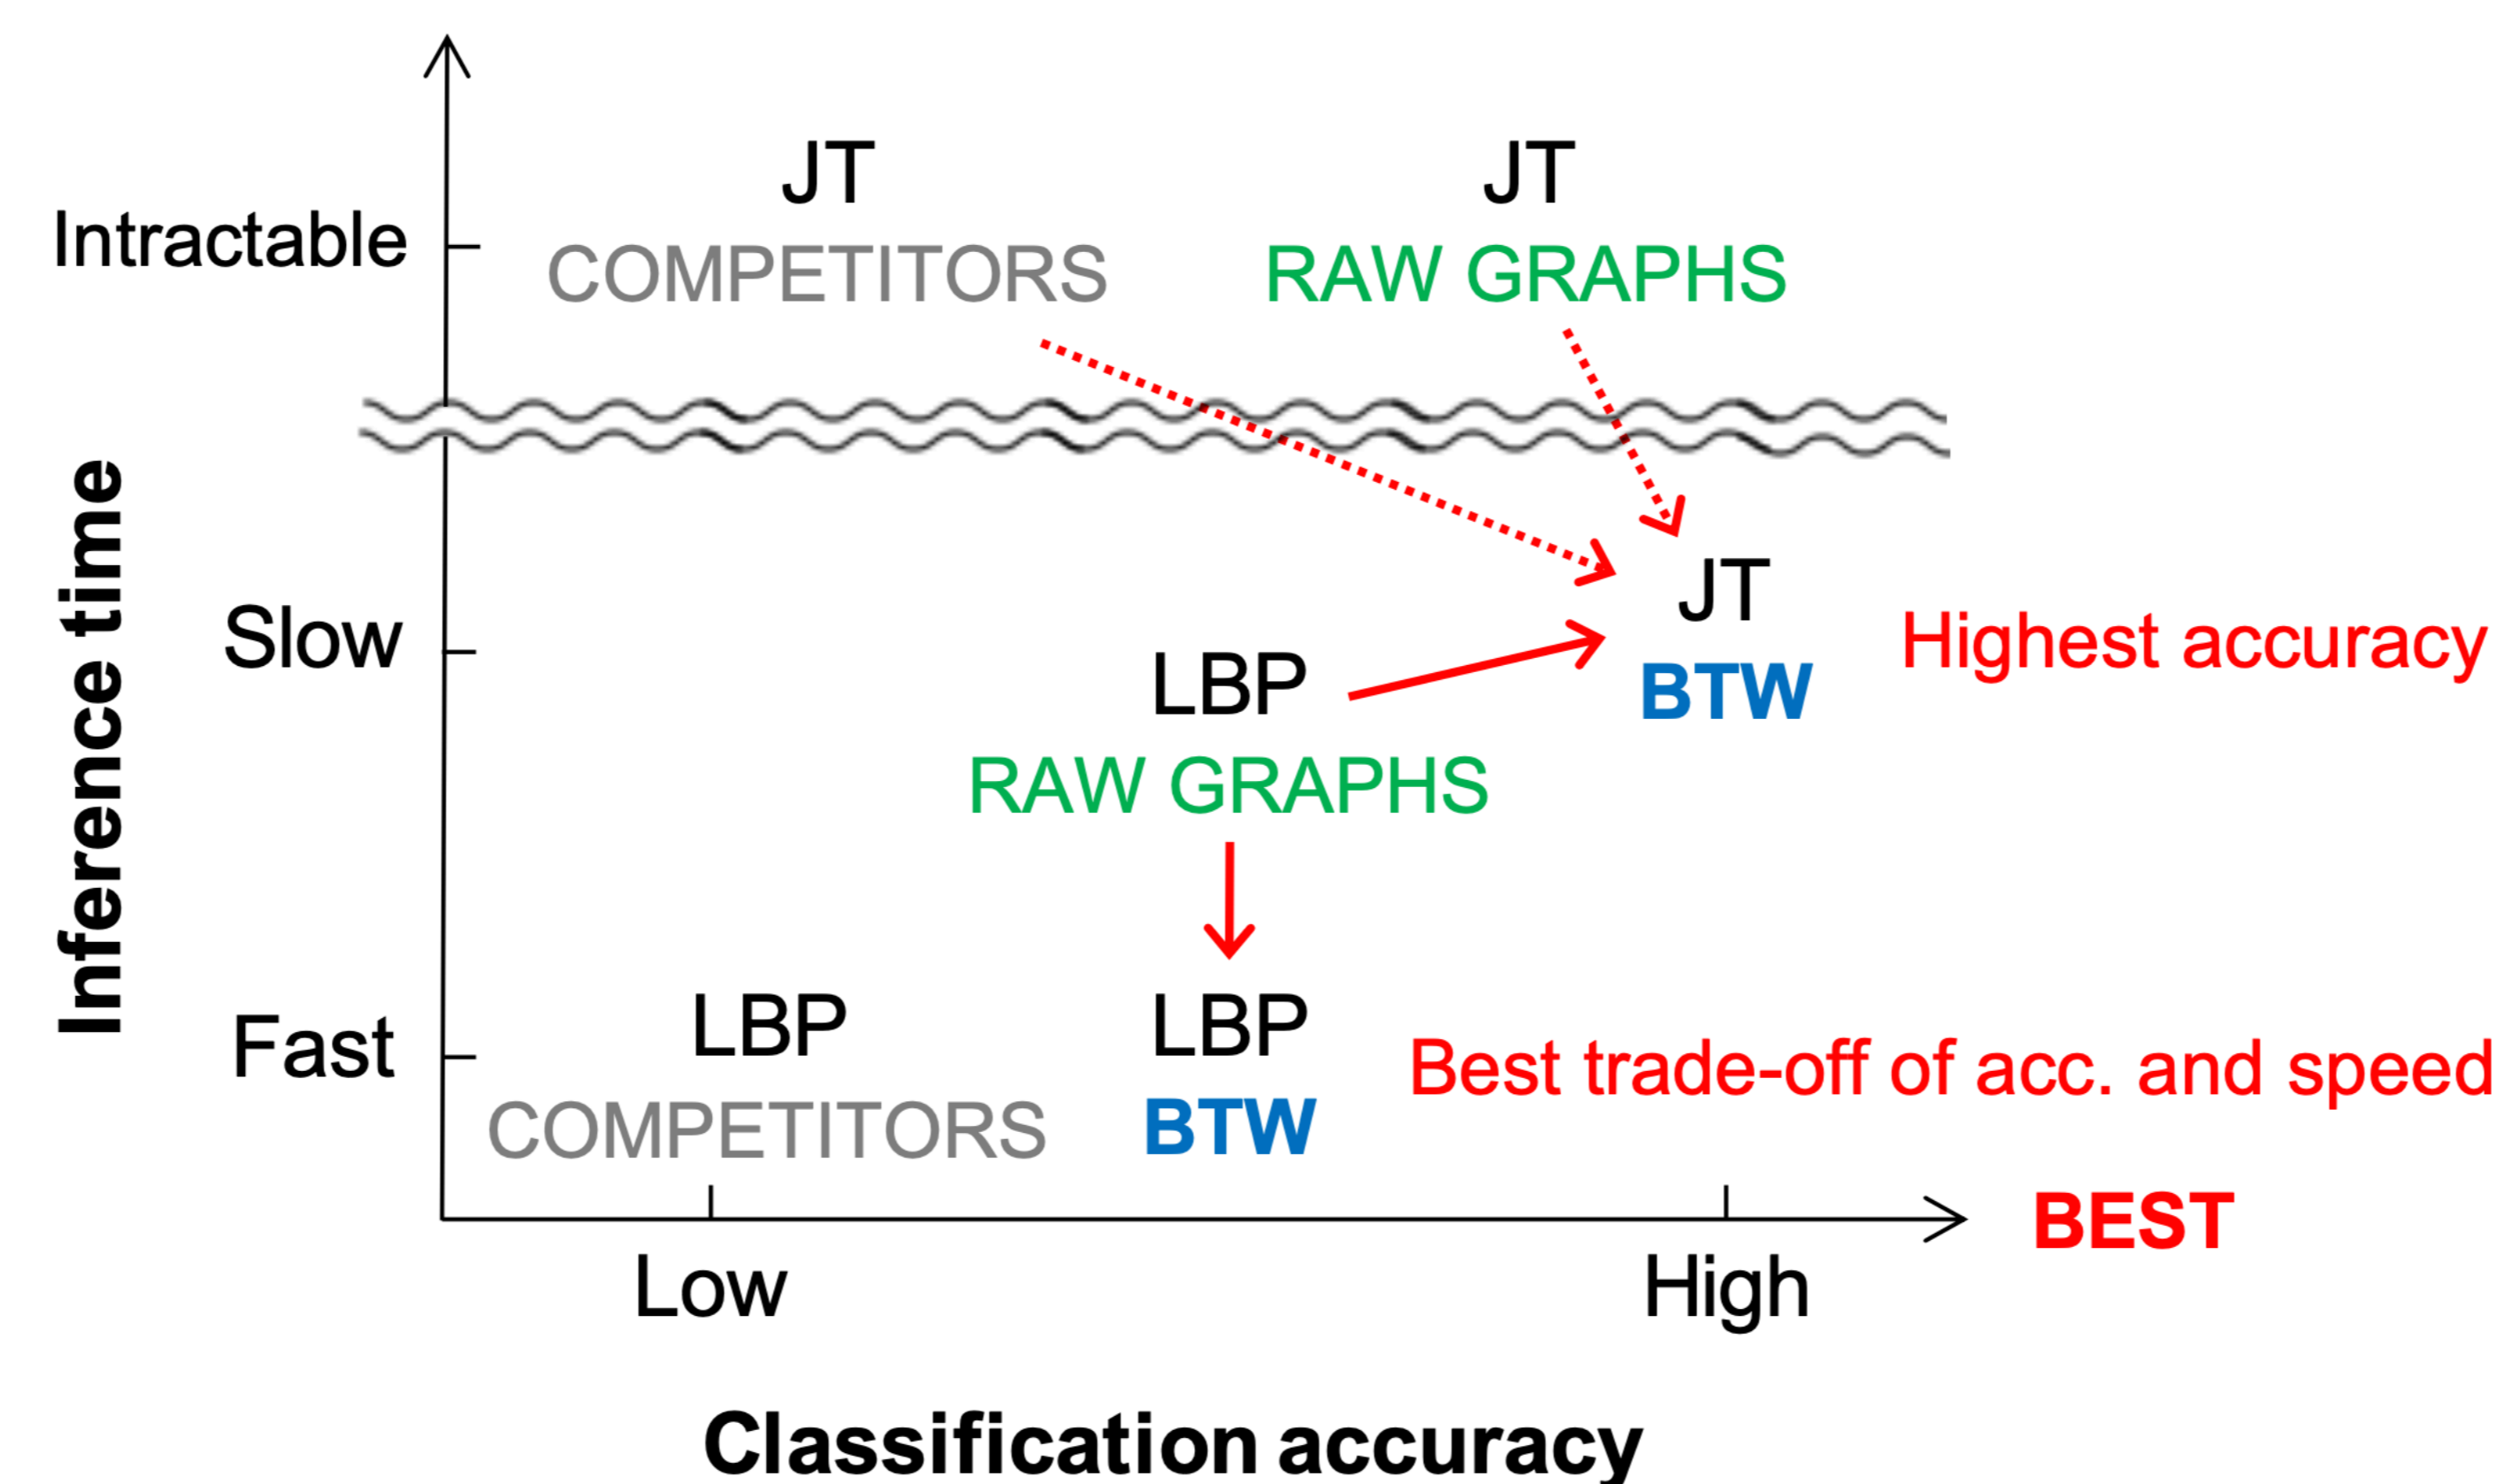 JT
COMPETITORS
JT
RAW GRAPHS
Intractable
Inference time
Slow
Fast
JT
BTW
Highest accuracy
LBP
RAW GRAPHS
LBP
COMPETITORS
LBP
BTW
Best trade-off of acc. and speed
BEST
Low
High
Classification accuracy